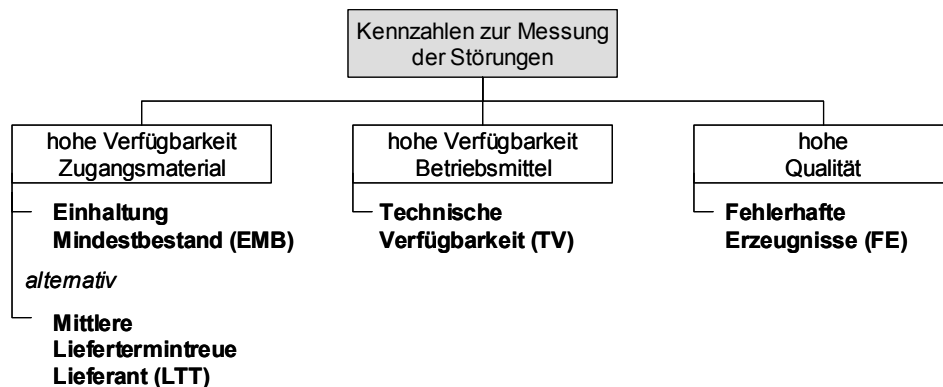 Kennzahlen zur Messung
der Störungen
hohe Verfügbarkeit
Zugangsmaterial
hohe Verfügbarkeit
Betriebsmittel
hohe
Qualität
Einhaltung
Mindestbestand (EMB)
alternativ
Mittlere
Liefertermintreue
Lieferant (LTT)
Technische
Verfügbarkeit (TV)
Fehlerhafte
Erzeugnisse (FE)